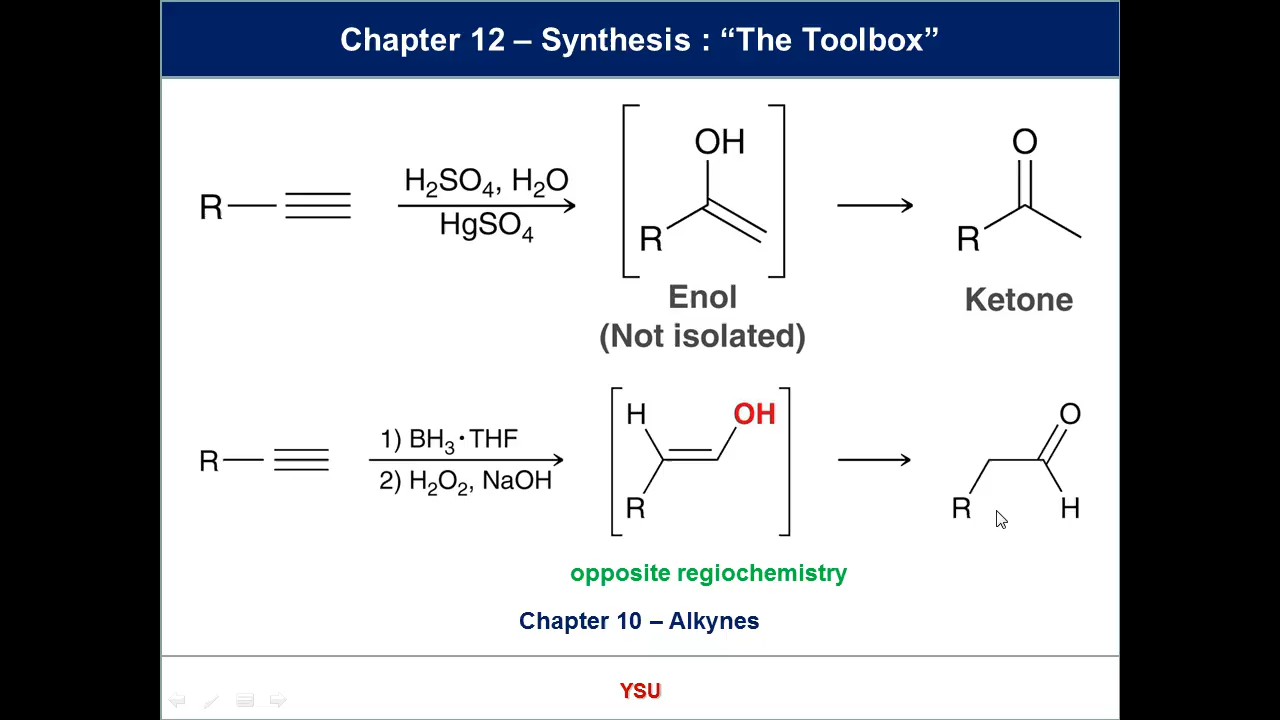 Chapter 12 – Synthesis : “The Toolbox”
OH
O
H₂SO₄, H₂O
R
HgSO₄
R
R
Enol
Ketone
(Not isolated)
H
OH
O
1) BH₃·THF
R
2) H₂O₂, NaOH
R
R
H
opposite regiochemistry
Chapter 10 – Alkynes
YSU